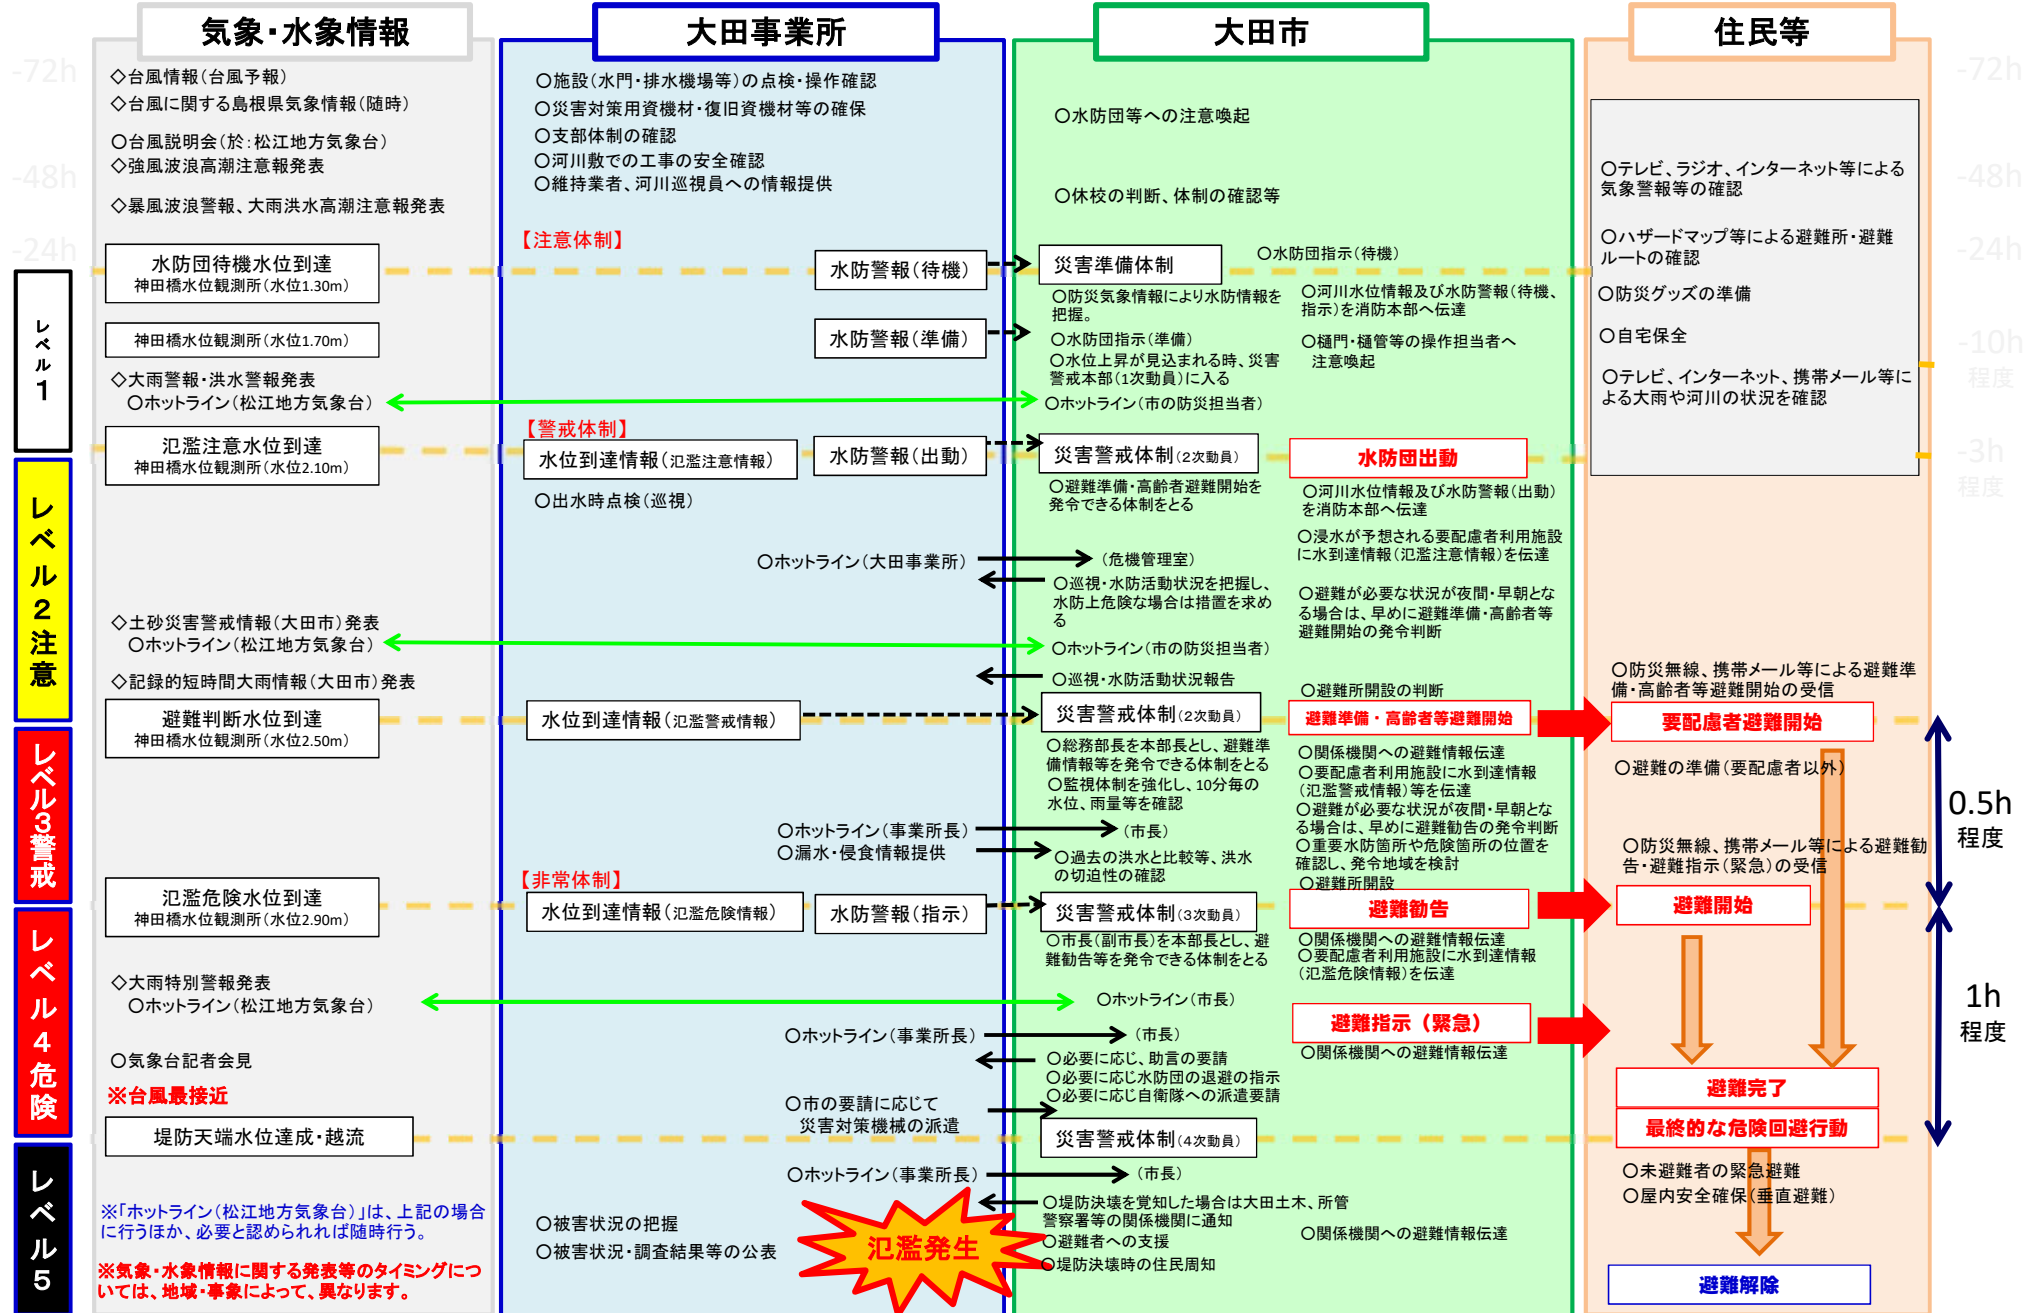 気象・水象情報
大田事業所
大田市
住民等
-72h
-48h
-24h
レベル1
レベル2注意
レベル3警戒
レベル4危険
レベル5
◇台風情報(台風予報)
◇台風に関する島根県気象情報(随時)
○台風説明会(於:松江地方気象台)
◇強風波浪高潮注意報発表
◇暴風波浪警報、大雨洪水高潮注意報発表
水防団待機水位到達
神田橋水位観測所(水位1.30m)
神田橋水位観測所(水位1.70m)
◇大雨警報・洪水警報発表
○ホットライン(松江地方気象台)
氾濫注意水位到達
神田橋水位観測所(水位2.10m)
◇土砂災害警戒情報(大田市)発表
○ホットライン(松江地方気象台)
◇記録的短時間大雨情報(大田市)発表
避難判断水位到達
神田橋水位観測所(水位2.50m)
氾濫危険水位到達
神田橋水位観測所(水位2.90m)
◇大雨特別警報発表
○ホットライン(松江地方気象台)
○気象台記者会見
※台風最接近
堤防天端水位達成・越流
※「ホットライン(松江地方気象台)」は、上記の場合
に行うほか、必要と認められれば随時行う。
※気象・水象情報に関する発表等のタイミングにつ
いては、地域・事象によって、異なります。
○施設(水門・排水機場等)の点検・操作確認
○災害対策用資機材・復旧資機材等の確保
○支部体制の確認
○河川敷での工事の安全確認
○維持業者、河川巡視員への情報提供
【注意体制】
水防警報(待機)
水防警報(準備)
【警戒体制】
水位到達情報(氾濫注意情報)
水防警報(出動)
○出水時点検(巡視)
○ホットライン(大田事業所)
水位到達情報(氾濫警戒情報)
○ホットライン(事業所長)
○漏水・侵食情報提供
【非常体制】
水位到達情報(氾濫危険情報)
水防警報(指示)
○ホットライン(事業所長)
○市の要請に応じて
災害対策機械の派遣
○ホットライン(事業所長)
○被害状況の把握
○被害状況・調査結果等の公表
氾濫発生
○水防団等への注意喚起
○休校の判断、体制の確認等
災害準備体制
○水防団指示(待機)
○防災気象情報により水防情報を
把握。
○水防団指示(準備)
○水位上昇が見込まれる時、災害
警戒本部(1次動員)に入る
○ホットライン(市の防災担当者)
○河川水位情報及び水防警報(待機、
指示)を消防本部へ伝達
○樋門・樋管等の操作担当者へ
注意喚起
災害警戒体制(2次動員)
水防団出動
○避難準備・高齢者避難開始を
発令できる体制をとる
○河川水位情報及び水防警報(出動)
を消防本部へ伝達
○浸水が予想される要配慮者利用施設
に水到達情報(氾濫注意情報)を伝達
(危機管理室)
○巡視・水防活動状況を把握し、
水防上危険な場合は措置を求め
る
○避難が必要な状況が夜間・早朝とな
る場合は、早めに避難準備・高齢者等
避難開始の発令判断
○ホットライン(市の防災担当者)
○巡視・水防活動状況報告
○避難所開設の判断
災害警戒体制(2次動員)
避難準備・高齢者等避難開始
○総務部長を本部長とし、避難準
備情報等を発令できる体制をとる
○監視体制を強化し、10分毎の
水位、雨量等を確認
○関係機関への避難情報伝達
○要配慮者利用施設に水到達情報
(氾濫警戒情報)等を伝達
○避難が必要な状況が夜間・早朝とな
る場合は、早めに避難勧告の発令判断
○重要水防箇所や危険箇所の位置を
確認し、発令地域を検討
(市長)
○過去の洪水と比較等、洪水
の切迫性の確認
○避難所開設
災害警戒体制(3次動員)
避難勧告
○市長(副市長)を本部長とし、避
難勧告等を発令できる体制をとる
○関係機関への避難情報伝達
○要配慮者利用施設に水到達情報
(氾濫危険情報)を伝達
○ホットライン(市長)
避難指示(緊急)
(市長)
○必要に応じ、助言の要請
○必要に応じ水防団の退避の指示
○必要に応じ自衛隊への派遣要請
○関係機関への避難情報伝達
災害警戒体制(4次動員)
(市長)
○堤防決壊を覚知した場合は大田土木、所管
警察署等の関係機関に通知
○避難者への支援
○堤防決壊時の住民周知
○関係機関への避難情報伝達
○テレビ、ラジオ、インターネット等による
気象警報等の確認
○ハザードマップ等による避難所・避難
ルートの確認
○防災グッズの準備
○自宅保全
○テレビ、インターネット、携帯メール等に
よる大雨や河川の状況を確認
○防災無線、携帯メール等による避難準
備・高齢者等避難開始の受信
要配慮者避難開始
○避難の準備(要配慮者以外)
○防災無線、携帯メール等による避難勧
告・避難指示(緊急)の受信
避難開始
避難完了
最終的な危険回避行動
○未避難者の緊急避難
○屋内安全確保(垂直避難)
避難解除
-72h
-48h
-24h
-10h
程度
-3h
程度
0.5h
程度
1h
程度